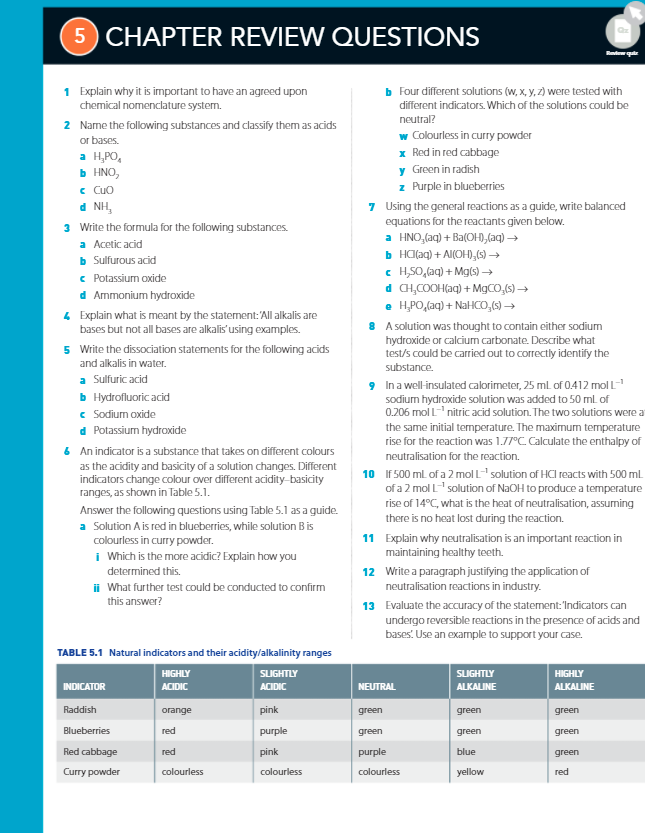 5 CHAPTER REVIEW QUESTIONS
Review quiz
1 Explain why it is important to have an agreed upon
chemical nomenclature system.
2 Name the following substances and classify them as acids
or bases.
a H₃PO₄
b HNO₂
c CuO
d NH₃
3 Write the formula for the following substances.
a Acetic acid
b Sulfurous acid
c Potassium oxide
d Ammonium hydroxide
4 Explain what is meant by the statement: 'All alkalis are
bases but not all bases are alkalis' using examples.
5 Write the dissociation statements for the following acids
and alkalis in water.
a Sulfuric acid
b Hydrofluoric acid
c Sodium oxide
d Potassium hydroxide
6 An indicator is a substance that takes on different colours
as the acidity and basicity of a solution changes. Different
indicators change colour over different acidity–basicity
ranges, as shown in Table 5.1.
Answer the following questions using Table 5.1 as a guide.
a Solution A is red in blueberries, while solution B is
colourless in curry powder.
i Which is the more acidic? Explain how you
determined this.
ii What further test could be conducted to confirm
this answer?
b Four different solutions (w, x, y, z) were tested with
different indicators. Which of the solutions could be
neutral?
w Colourless in curry powder
x Red in red cabbage
y Green in radish
z Purple in blueberries
7 Using the general reactions as a guide, write balanced
equations for the reactants given below.
a HNO₃(aq) + Ba(OH)₂(aq) →
b HCl(aq) + Al(OH)₃(s) →
c H₂SO₄(aq) + Mg(s) →
d CH₃COOH(aq) + MgCO₃(s) →
e H₃PO₄(aq) + NaHCO₃(s) →
8 A solution was thought to contain either sodium
hydroxide or calcium carbonate. Describe what
test/s could be carried out to correctly identify the
substance.
9 In a well-insulated calorimeter, 25 mL of 0.412 mol L⁻¹
sodium hydroxide solution was added to 50 mL of
0.206 mol L⁻¹ nitric acid solution. The two solutions were a
the same initial temperature. The maximum temperature
rise for the reaction was 1.77°C. Calculate the enthalpy of
neutralisation for the reaction.
10 If 500 mL of a 2 mol L⁻¹ solution of HCl reacts with 500 mL
of a 2 mol L⁻¹ solution of NaOH to produce a temperature
rise of 14°C, what is the heat of neutralisation, assuming
there is no heat lost during the reaction.
11 Explain why neutralisation is an important reaction in
maintaining healthy teeth.
12 Write a paragraph justifying the application of
neutralisation reactions in industry.
13 Evaluate the accuracy of the statement: 'Indicators can
undergo reversible reactions in the presence of acids and
bases'. Use an example to support your case.
TABLE 5.1 Natural indicators and their acidity/alkalinity ranges
INDICATOR HIGHLY ACIDIC SLIGHTLY ACIDIC NEUTRAL SLIGHTLY ALKALINE HIGHLY ALKALINE
Raddish orange pink green green green
Blueberries red purple green green green
Red cabbage red pink purple blue green
Curry powder colourless colourless colourless yellow red